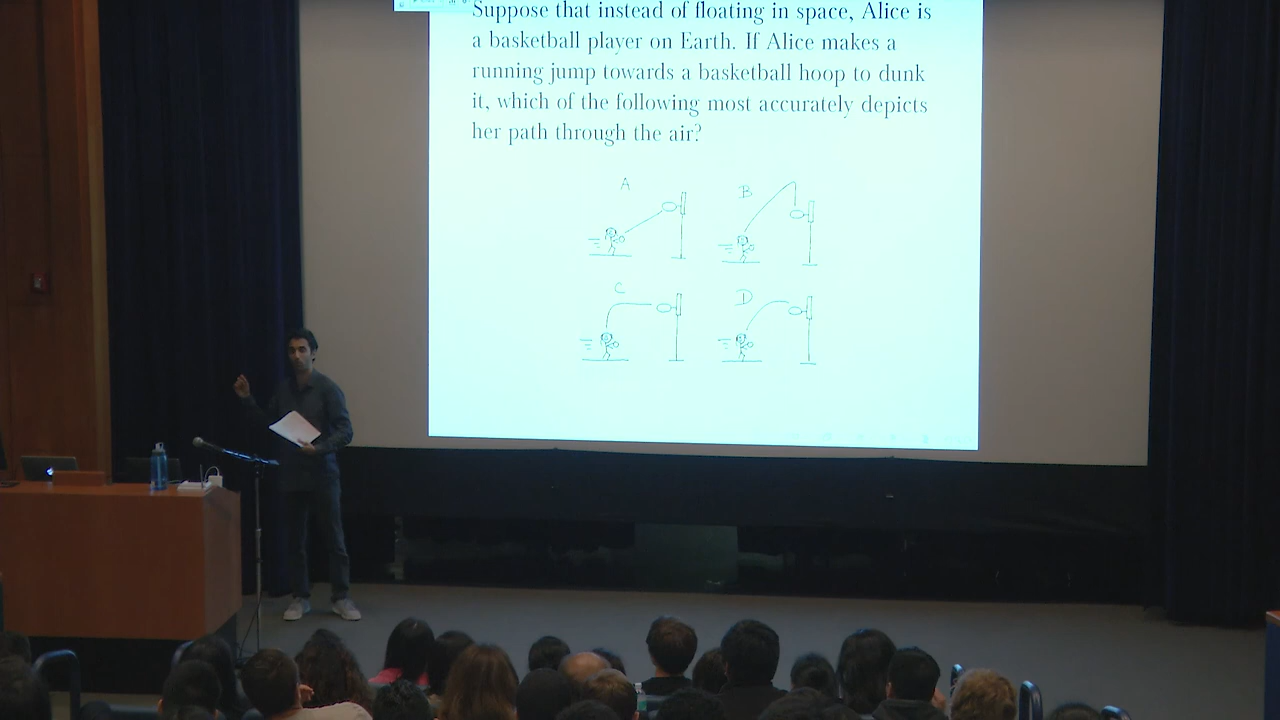 Suppose that instead of floating in space, Alice is
a basketball player on Earth. If Alice makes a
running jump towards a basketball hoop to dunk
it, which of the following most accurately depicts
her path through the air?
A
B
C
D